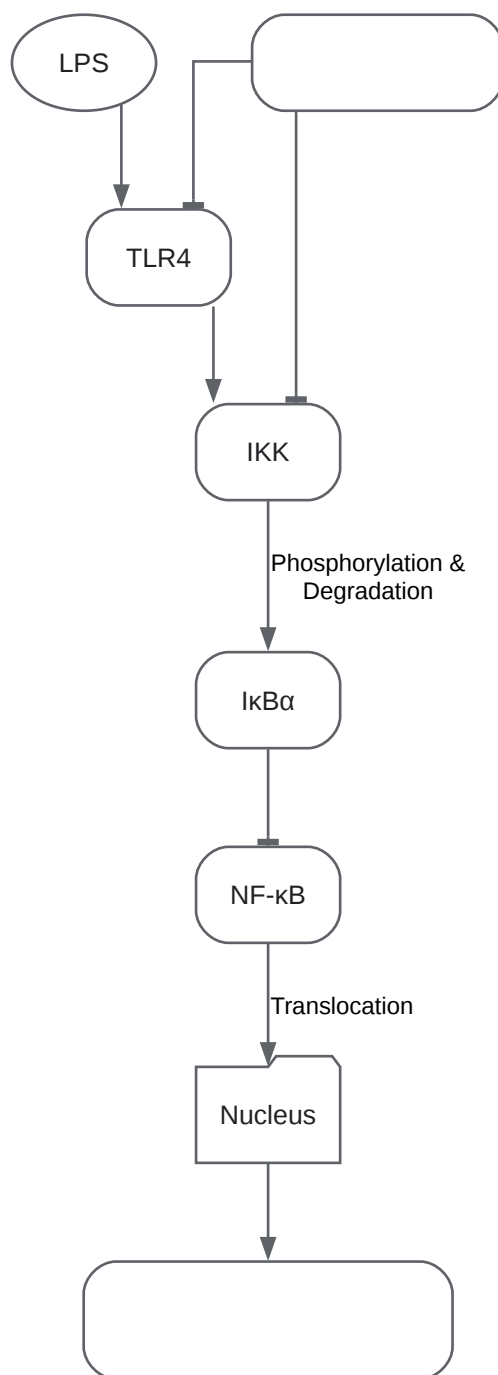 LPS
TLR4
IKK
Phosphorylation &
Degradation
IκBα
NF-κB
Translocation
Nucleus